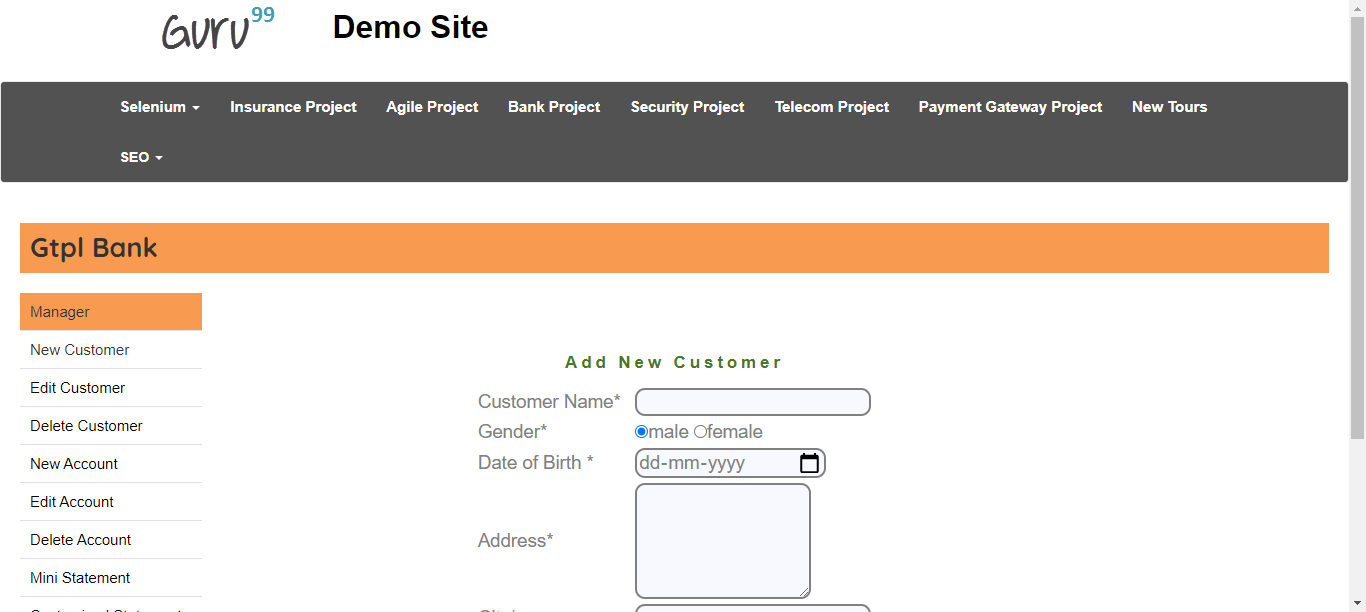 Guru99 Demo Site
Selenium Insurance Project Agile Project Bank Project Security Project Telecom Project Payment Gateway Project New Tours
SEO
Gtpl Bank
Manager
New Customer
Edit Customer
Delete Customer
New Account
Edit Account
Delete Account
Mini Statement
Add New Customer
Customer Name*
Gender* male female
Date of Birth * dd-mm-yyyy
Address*